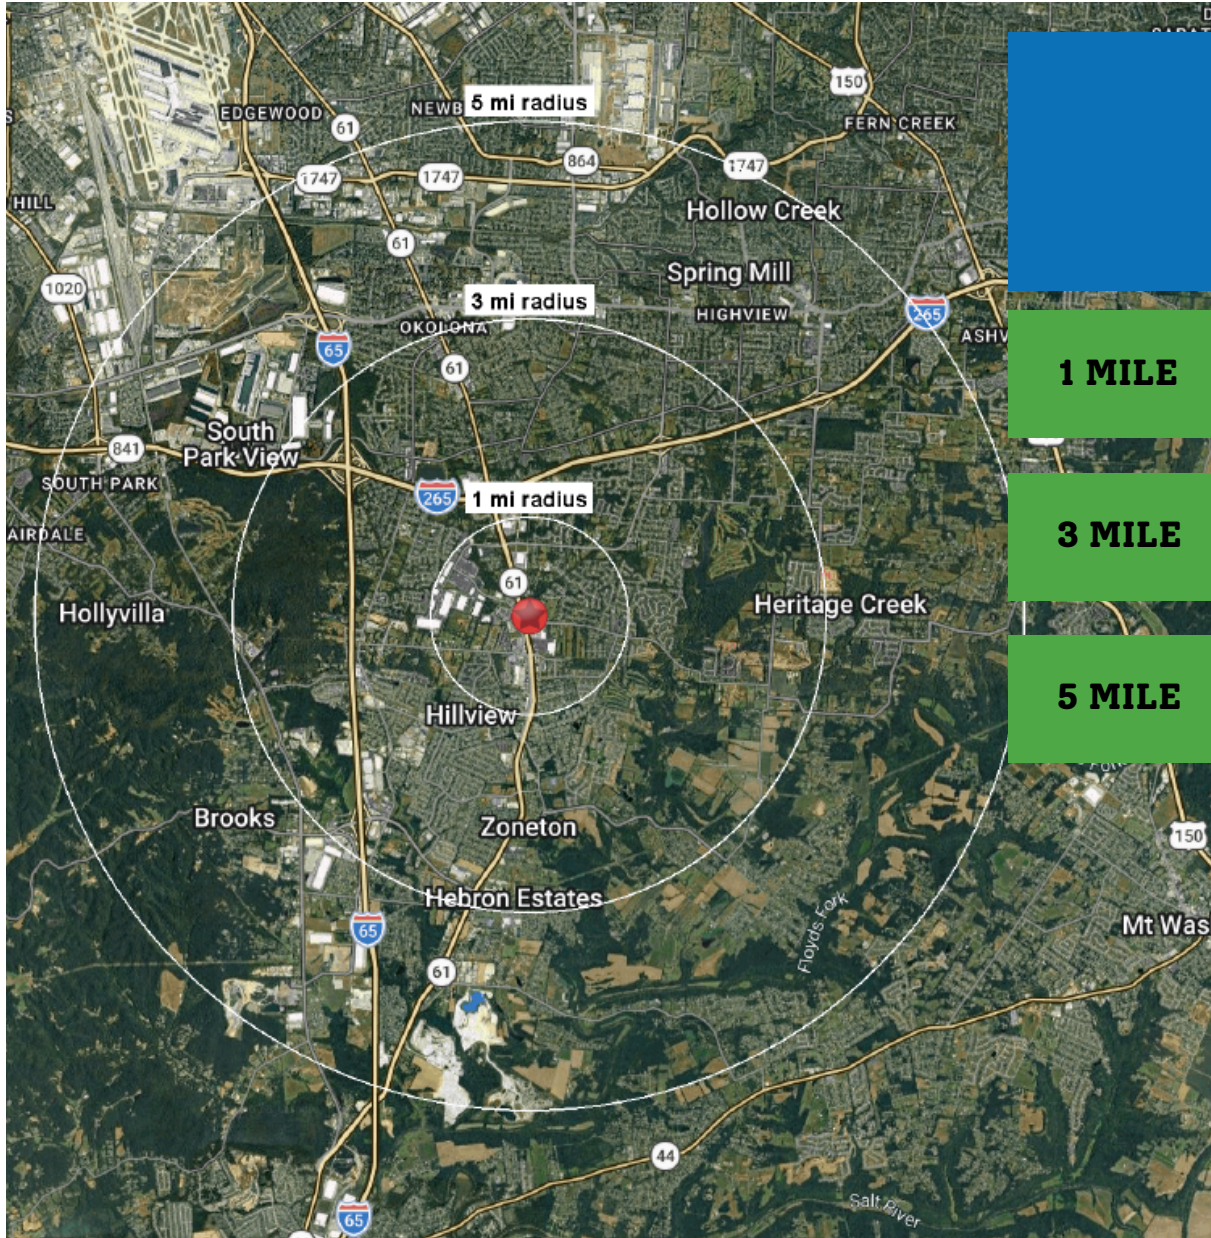 150
EDGEWOOD
NEWB
5 mi radius
61
FERN CREEK
864
1747
1747
1747
HILL
Hollow Creek
61
Spring Mill
1020
3 mi radius
HIGHVIEW
265
OKOLONA
ASHV
65
61
1 MILE
South
Park View
841
SOUTH PARK
265
1 mi radius
3 MILE
AIRDALE
61
Hollyvilla
Heritage Creek
5 MILE
Hillview
Brooks
Zoneton
150
Hebron Estates
Floyds Fork
Mt Was
65
61
44
Salt River
65